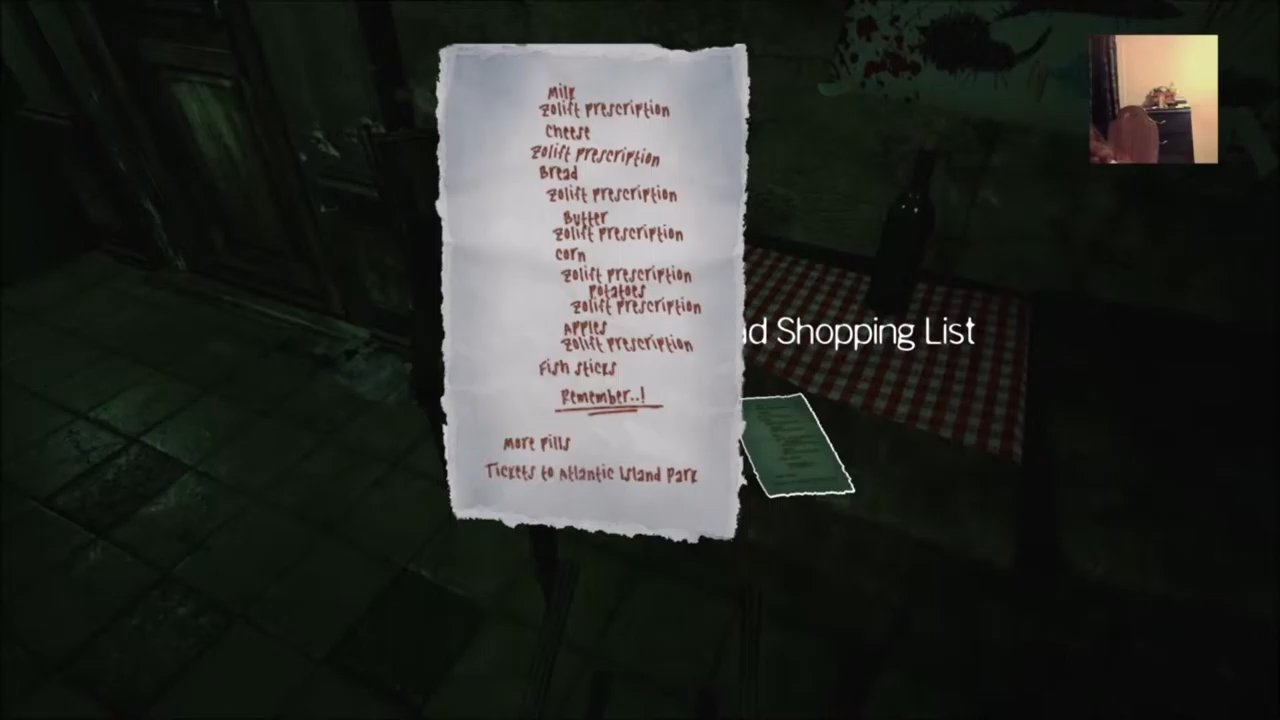 Milk
Zolift prescription
Cheese
Zolift prescription
Bread
Zolift prescription
Butter
Zolift prescription
corn
Zolift prescription
Potatoes
Zolift prescription
Apples
Zolift prescription
Fish sticks
Remember..!
More pills
Tickets to Atlantic Island Park
ad Shopping List